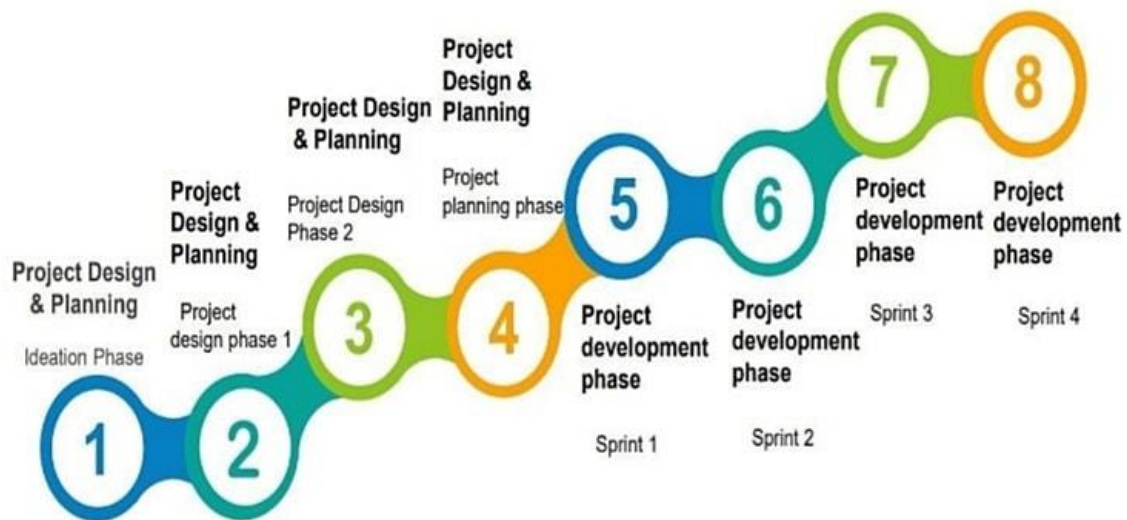 Project Design
& Planning
Ideation Phase
1
Project
Design &
Planning
Project
design phase 1
2
Project Design
& Planning
Project Design
Phase 2
3
Project
Design &
Planning
Project
planning phase
4
5
Project
development
phase
Sprint 1
6
Project
development
phase
Sprint 2
7
Project
development
phase
Sprint 3
8
Project
development
phase
Sprint 4